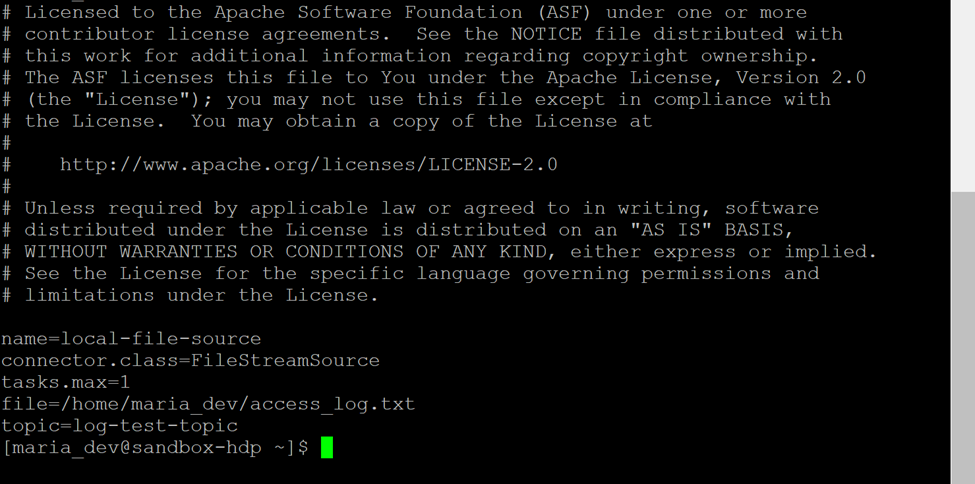 # Licensed to the Apache Software Foundation (ASF) under one or more
# contributor license agreements.  See the NOTICE file distributed with
# this work for additional information regarding copyright ownership.
# The ASF licenses this file to You under the Apache License, Version 2.0
# (the "License"); you may not use this file except in compliance with
# the License.  You may obtain a copy of the License at
#
#    http://www.apache.org/licenses/LICENSE-2.0
#
# Unless required by applicable law or agreed to in writing, software
# distributed under the License is distributed on an "AS IS" BASIS,
# WITHOUT WARRANTIES OR CONDITIONS OF ANY KIND, either express or implied.
# See the License for the specific language governing permissions and
# limitations under the License.

name=local-file-source
connector.class=FileStreamSource
tasks.max=1
file=/home/maria_dev/access_log.txt
topic=log-test-topic
[maria_dev@sandbox-hdp ~]$